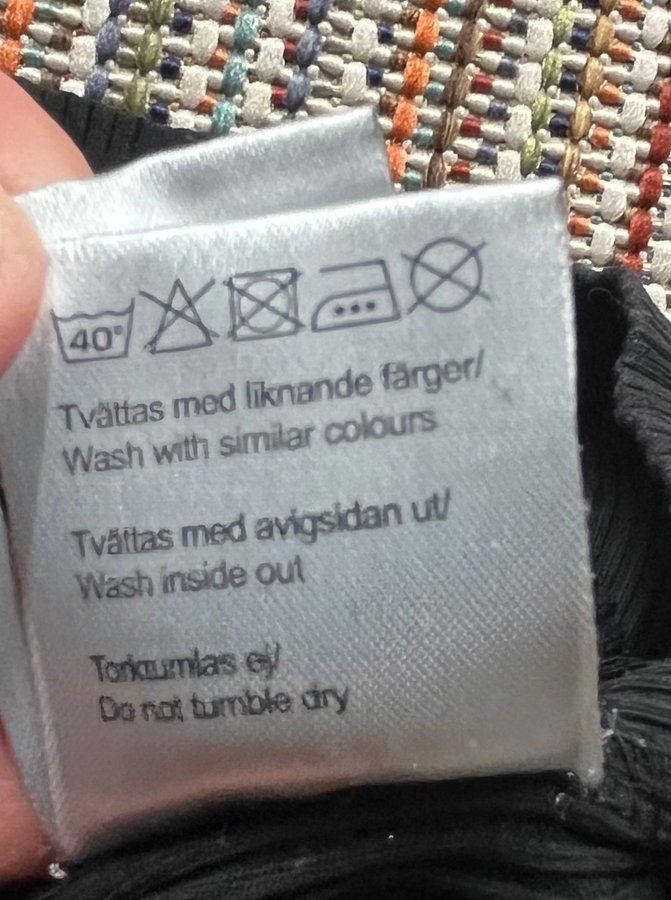 40°
Tvättas med liknande färger/
Wash with similar colours
Tvättas med avigsidan ut/
Wash inside out
Torktumlas ej/
Do not tumble dry